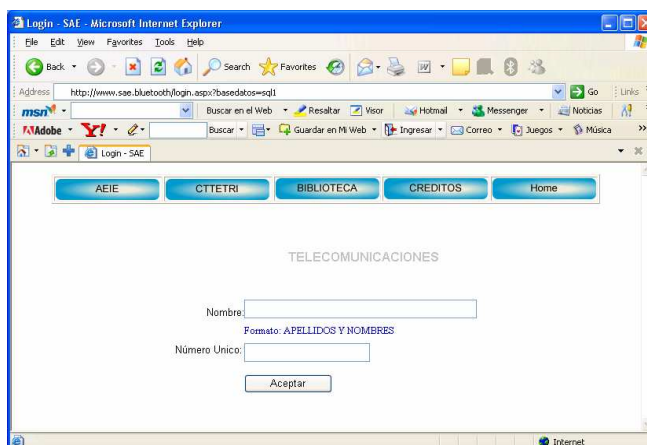 Login - SAE - Microsoft Internet Explorer
File Edit View Favorites Tools Help
Back Search Favorites
Address http://www.sae.bluetooth/login.aspx?basedatos=sql1 Go Links
msn Buscar en el Web Resaltar Visor Hotmail Messenger Noticias
Adobe Y! Buscar Guardar en Mi Web Ingresar Correo Juegos Música
Login - SAE
AEIE CTTETRI BIBLIOTECA CREDITOS Home
TELECOMUNICACIONES
Nombre:
Formato: APELLIDOS Y NOMBRES
Número Unico:
Aceptar
Internet